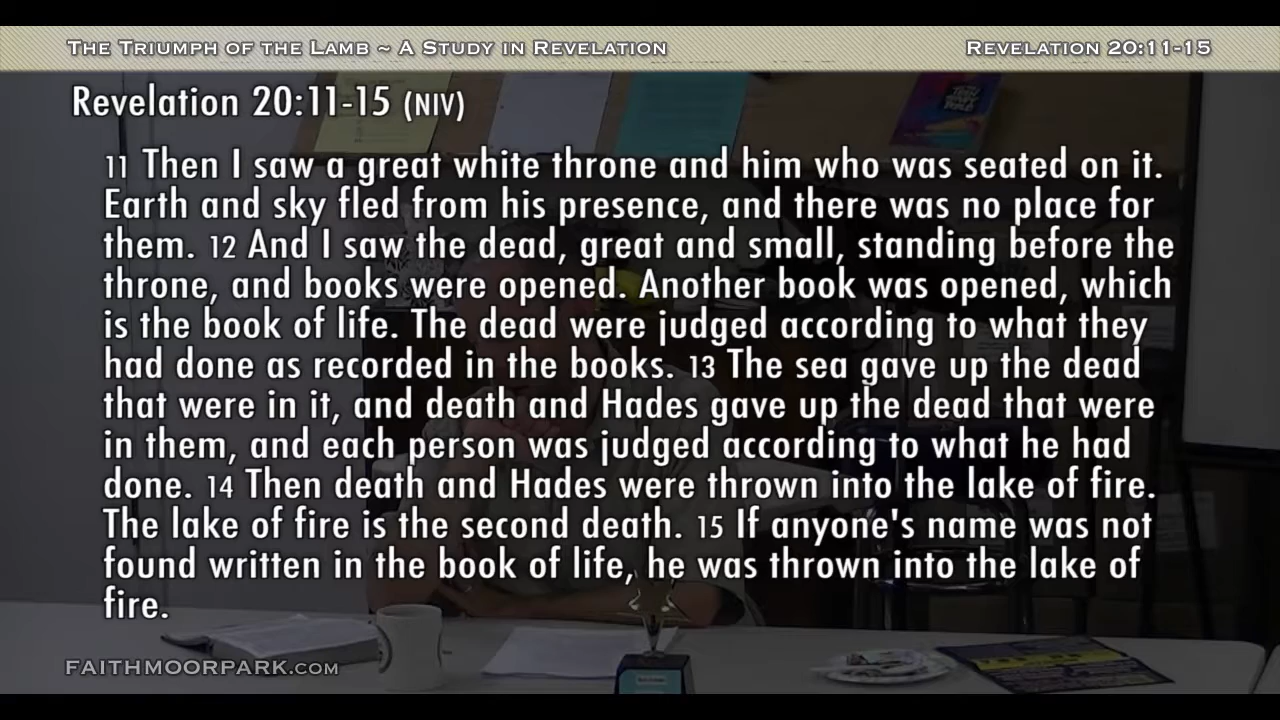 THE TRIUMPH OF THE LAMB ~ A STUDY IN REVELATION
REVELATION 20:11-15
Revelation 20:11-15 (NIV)
11 Then I saw a great white throne and him who was seated on it.
Earth and sky fled from his presence, and there was no place for
them. 12 And I saw the dead, great and small, standing before the
throne, and books were opened. Another book was opened, which
is the book of life. The dead were judged according to what they
had done as recorded in the books. 13 The sea gave up the dead
that were in it, and death and Hades gave up the dead that were
in them, and each person was judged according to what he had
done. 14 Then death and Hades were thrown into the lake of fire.
The lake of fire is the second death. 15 If anyone's name was not
found written in the book of life, he was thrown into the lake of
fire.
FAITHMOORPARK.COM